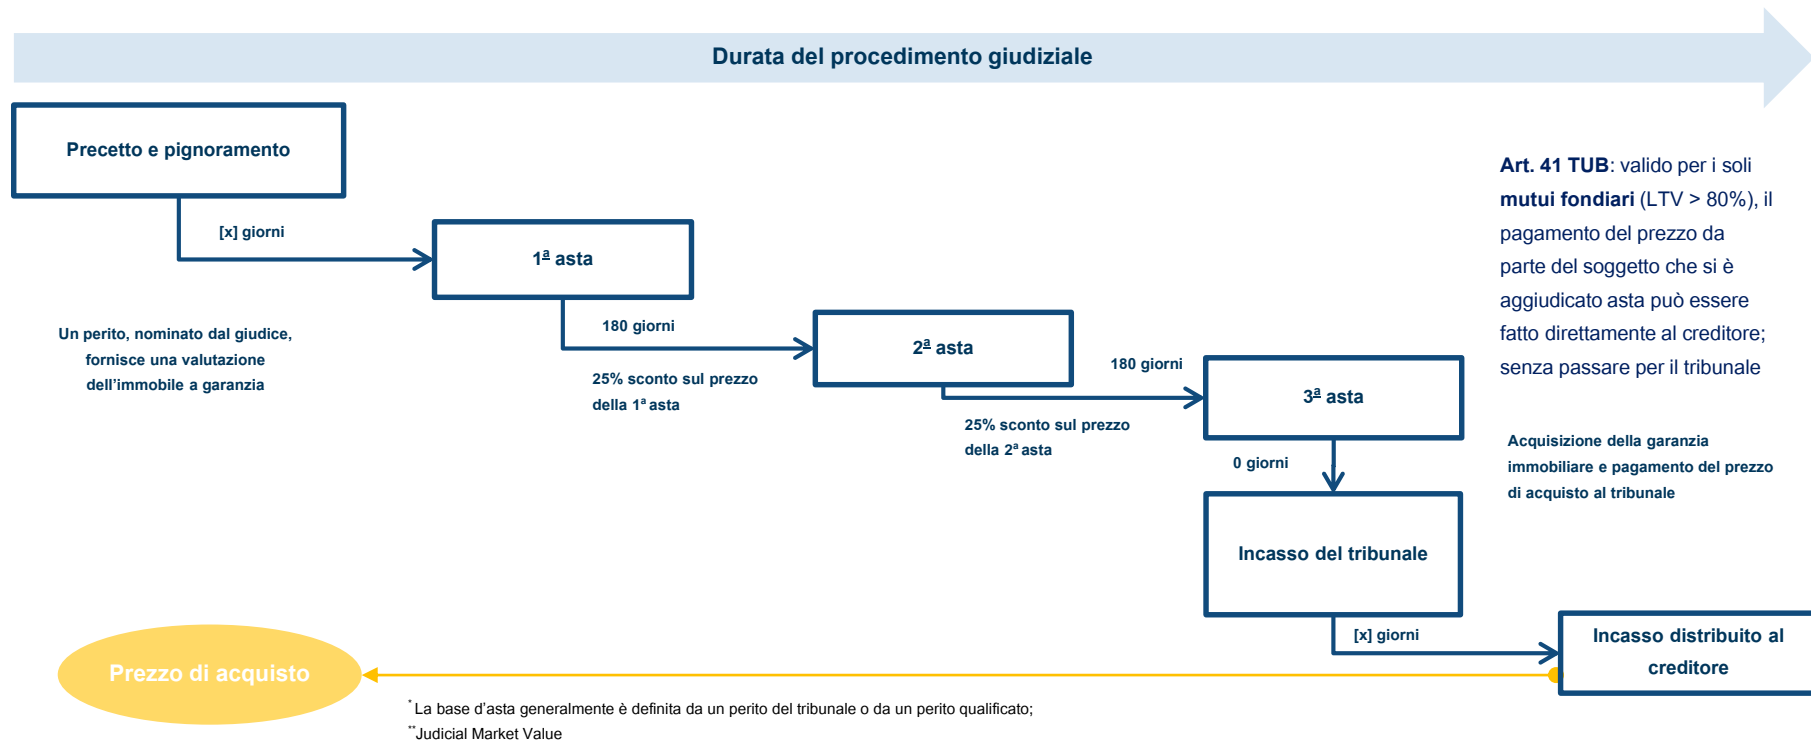 Durata del procedimento giudiziale
Precetto e pignoramento
[x] giorni
1ª asta
Un perito, nominato dal giudice,
fornisce una valutazione
dell'immobile a garanzia
180 giorni
25% sconto sul prezzo
della 1ª asta
2ª asta
180 giorni
25% sconto sul prezzo
della 2ª asta
3ª asta
0 giorni
Art. 41 TUB: valido per i soli
mutui fondiari (LTV > 80%), il
pagamento del prezzo da
parte del soggetto che si è
aggiudicato asta può essere
fatto direttamente al creditore;
senza passare per il tribunale
Acquisizione della garanzia
immobiliare e pagamento del prezzo
di acquisto al tribunale
Incasso del tribunale
[x] giorni
Incasso distribuito al
creditore
Prezzo di acquisto
* La base d'asta generalmente è definita da un perito del tribunale o da un perito qualificato;
**Judicial Market Value